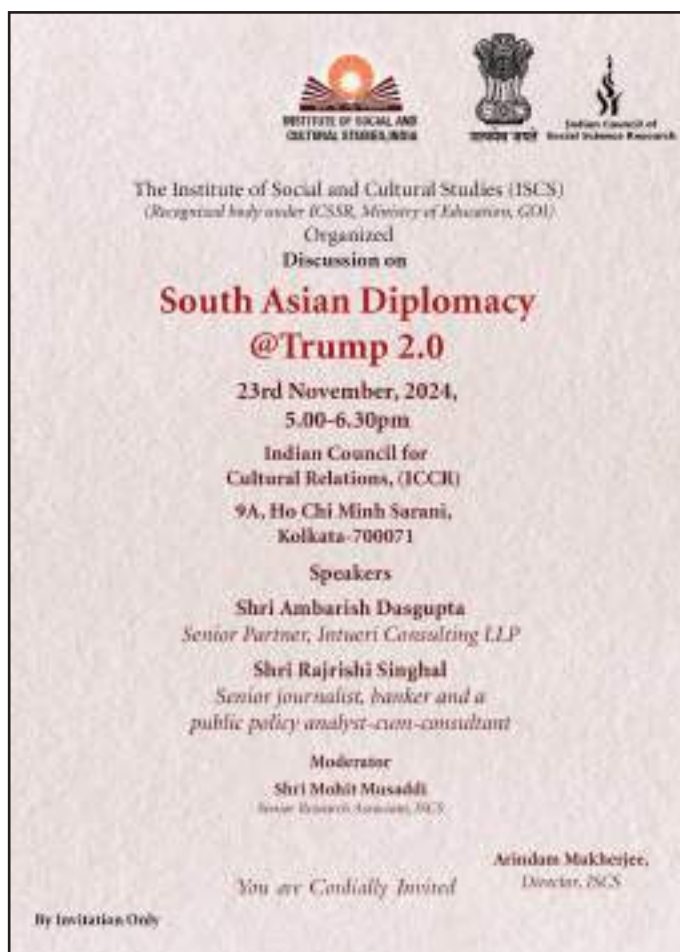 INSTITUTE OF SOCIAL AND
CULTURAL STUDIES, INDIA
सत्यमेव जयते
Indian Council of
Social Science Research
The Institute of Social and Cultural Studies (ISCS)
(Recognized body under ICSSR, Ministry of Education, GOI)
Organized
Discussion on
South Asian Diplomacy
@Trump 2.0
23rd November, 2024,
5.00-6.30pm
Indian Council for
Cultural Relations, (ICCR)
9A, Ho Chi Minh Sarani,
Kolkata-700071
Speakers
Shri Ambarish Dasgupta
Senior Partner, Intueri Consulting LLP
Shri Rajrishi Singhal
Senior journalist, banker and a
public policy analyst-cum-consultant
Moderator
Shri Mohit Musaddi
Senior Research Associate, ISCS
Arindam Mukherjee,
Director, ISCS
You are Cordially Invited
By Invitation Only